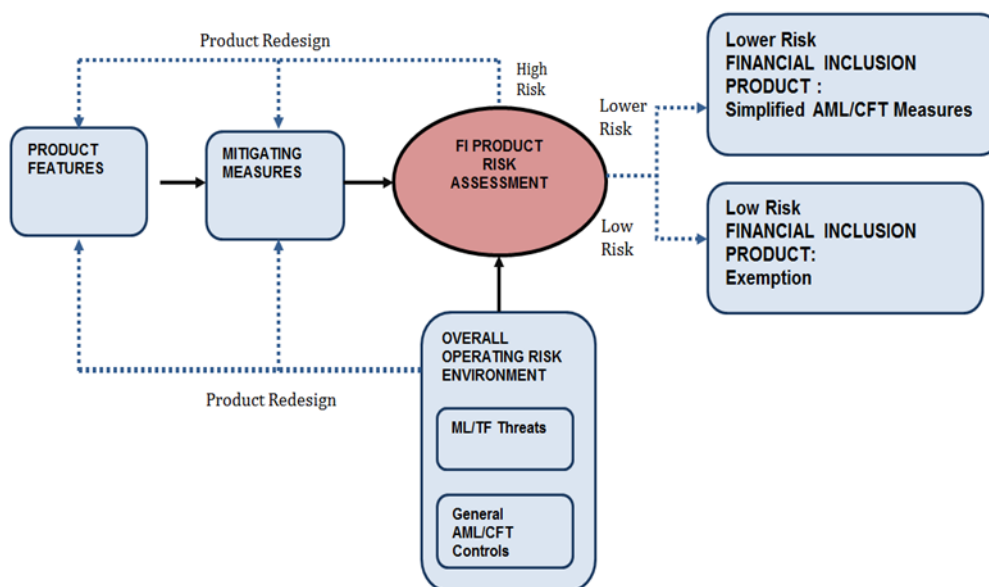 Product Redesign
High
Risk
Lower
Risk
Lower Risk
FINANCIAL INCLUSION
PRODUCT :
Simplified AML/CFT Measures
PRODUCT
FEATURES
MITIGATING
MEASURES
FI PRODUCT
RISK
ASSESSMENT
Low
Risk
Low Risk
FINANCIAL INCLUSION
PRODUCT:
Exemption
OVERALL
OPERATING RISK
ENVIRONMENT
Product Redesign
ML/TF Threats
General
AML/CFT
Controls